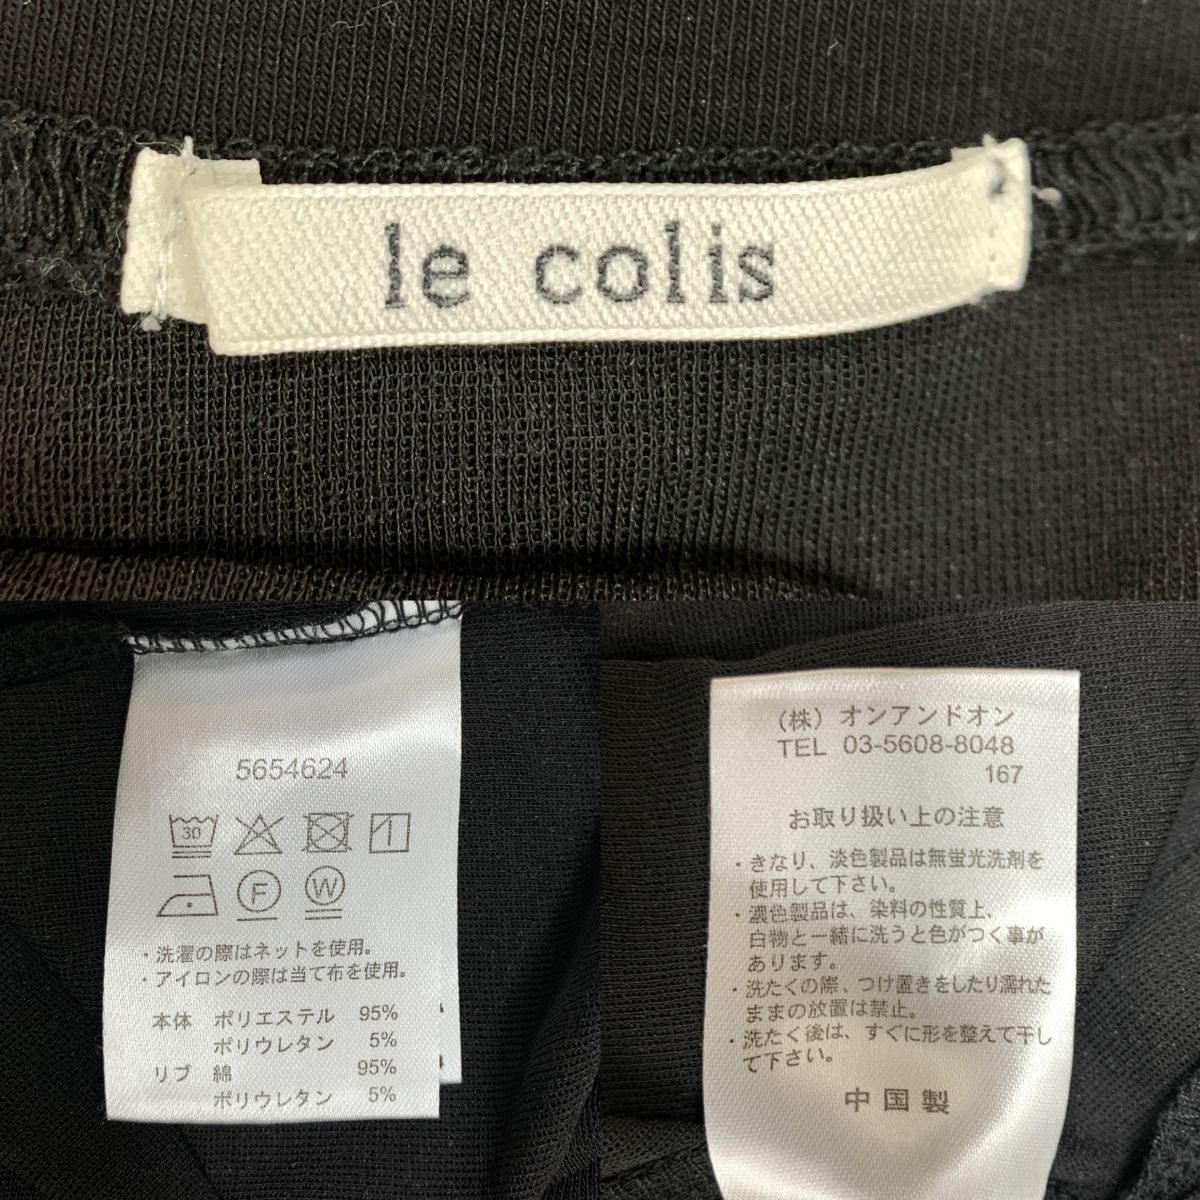 le colis
5654624
30
F
W
・洗濯の際はネットを使用。
・アイロンの際は当て布を使用。
本体 ポリエステル 95%
ポリウレタン 5%
リブ 綿 95%
ポリウレタン 5%
（株）オンアンドオン
TEL 03-5608-8048
167
お取り扱い上の注意
・きなり、淡色製品は無蛍光洗剤を
使用して下さい。
・濃色製品は、染料の性質上、
白物と一緒に洗うと色がつく事が
あります。
・洗たくの際、つけ置きをしたり濡れた
ままの放置は禁止。
・洗たく後は、すぐに形を整えて干し
て下さい。
中国製